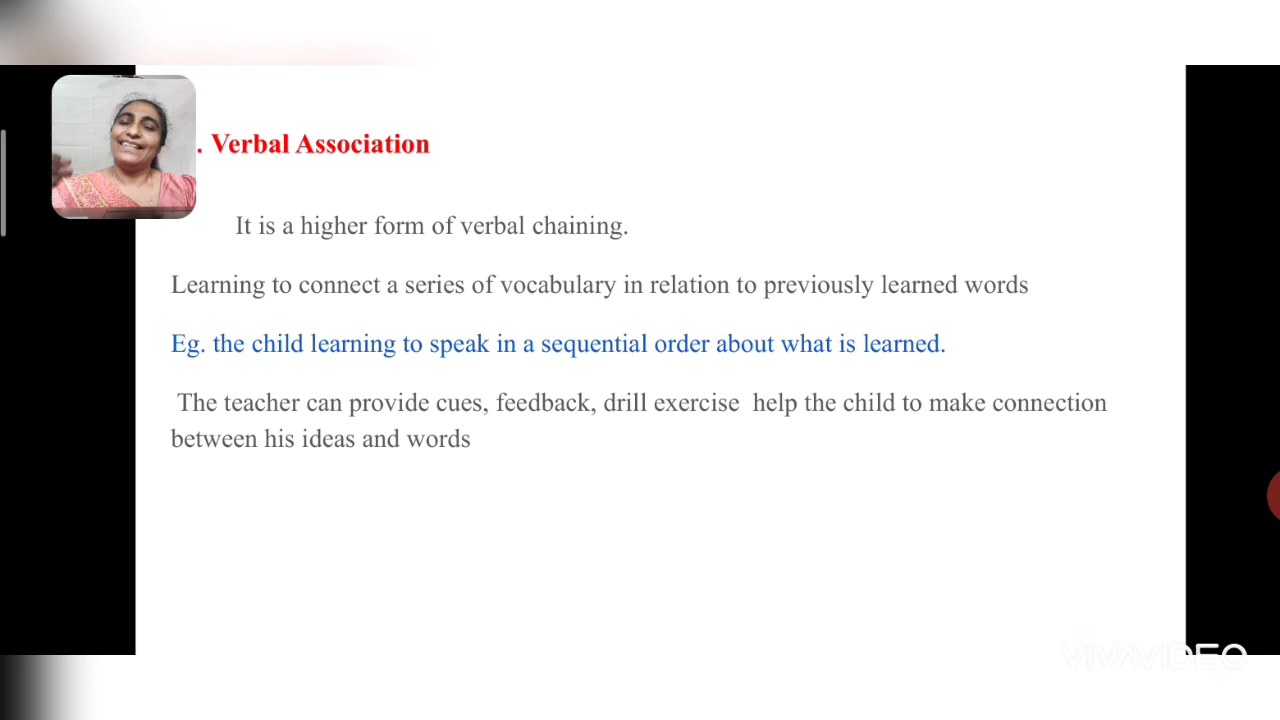 . Verbal Association
It is a higher form of verbal chaining.
Learning to connect a series of vocabulary in relation to previously learned words
Eg. the child learning to speak in a sequential order about what is learned.
The teacher can provide cues, feedback, drill exercise help the child to make connection
between his ideas and words
VIVAVIDEO